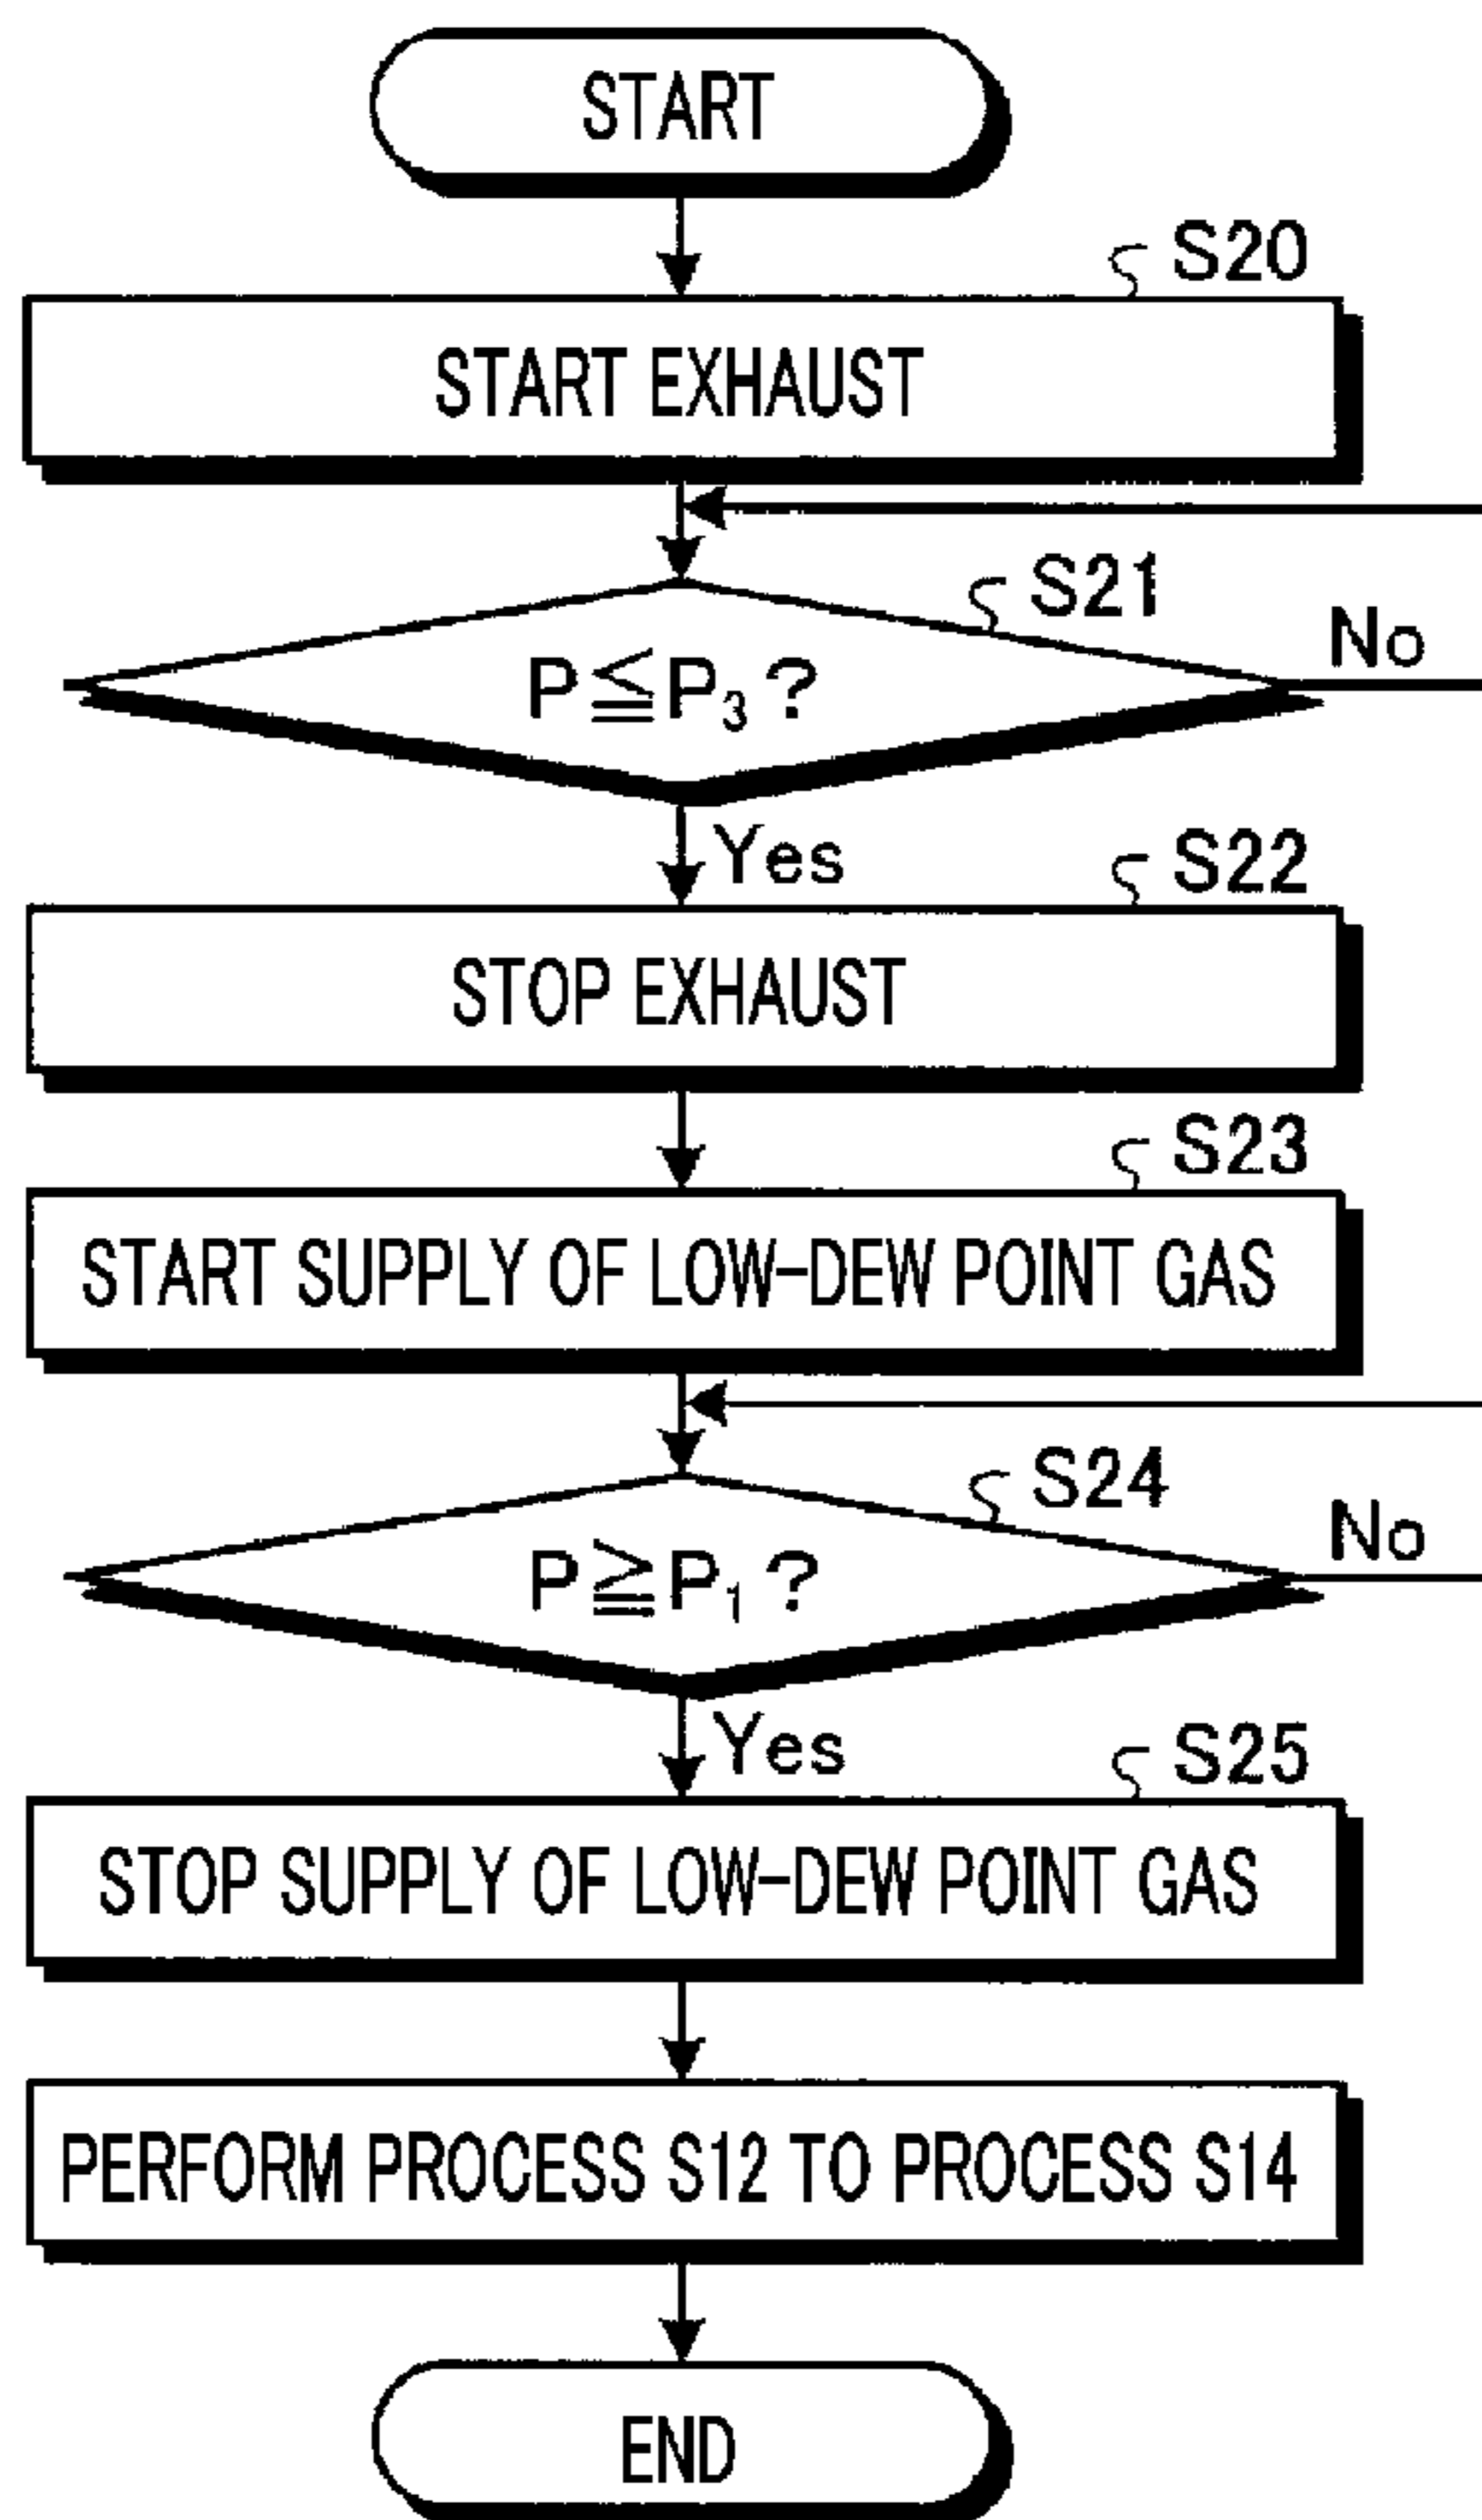 START
S20
START EXHAUST
S21
No
P≦P₃?
Yes
S22
STOP EXHAUST
S23
START SUPPLY OF LOW-DEW POINT GAS
S24
No
P≧P₁?
Yes
S25
STOP SUPPLY OF LOW-DEW POINT GAS
PERFORM PROCESS S12 TO PROCESS S14
END